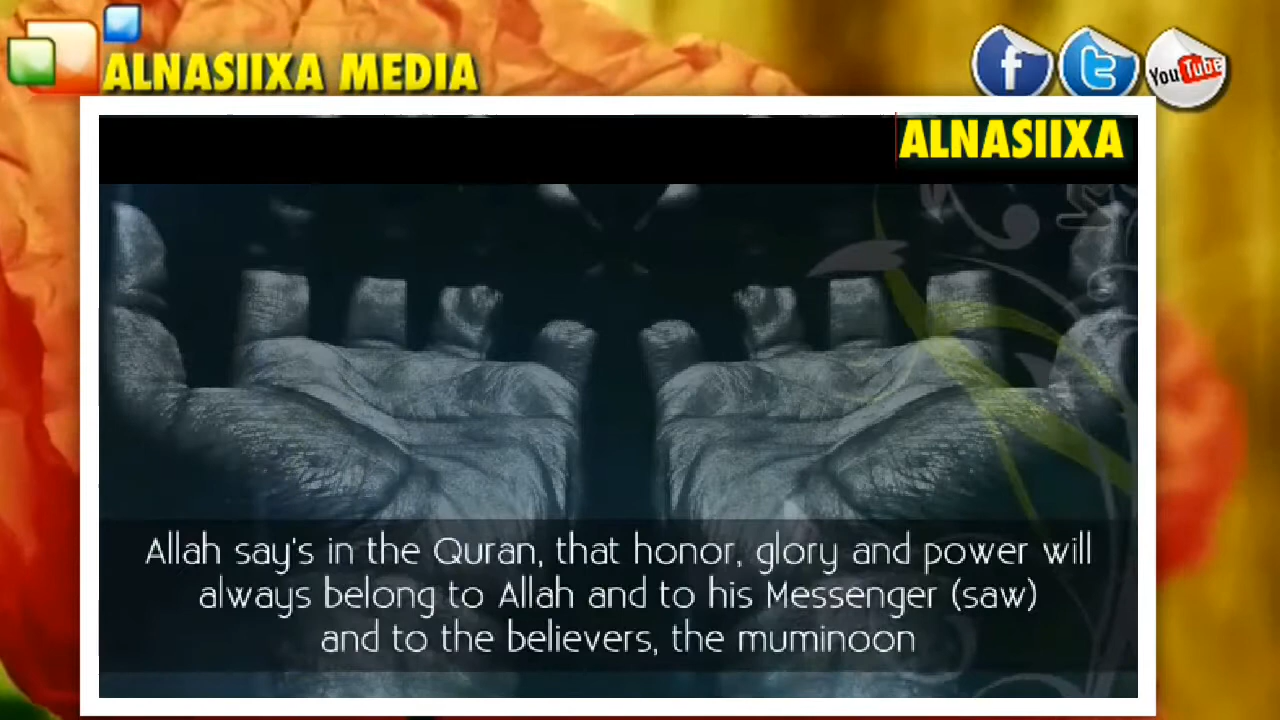 ALNASIIXA MEDIA
f t You Tube
ALNASIIXA
Allah say's in the Quran, that honor, glory and power will
always belong to Allah and to his Messenger (saw)
and to the believers, the muminoon